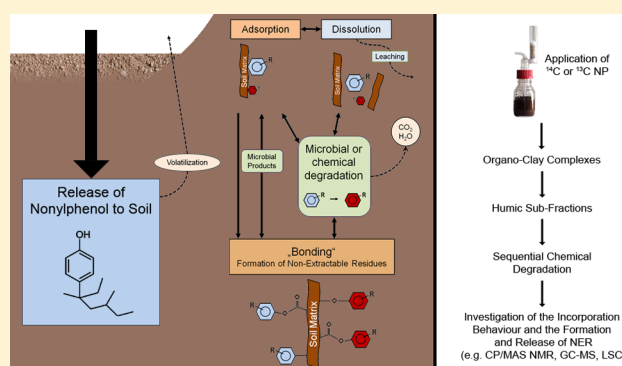 Adsorption
Dissolution
Leaching
R
R
Soil Matrix
Soil Matrix
Volatilization
Microbial
Products
Microbial or
chemical
degradation
R
R
CO2
H2O
Release of
Nonylphenol to Soil
OH
„Bonding“
Formation of Non-Extractable Residues
R
O
O
R
Soil Matrix
R
O
O
R
Application of
14C or 13C NP
Organo-Clay Complexes
Humic Sub-Fractions
Sequential Chemical
Degradation
Investigation of the Incorporation
Behaviour and the Formation
and Release of NER
(e.g. CP/MAS NMR, GC-MS, LSC)